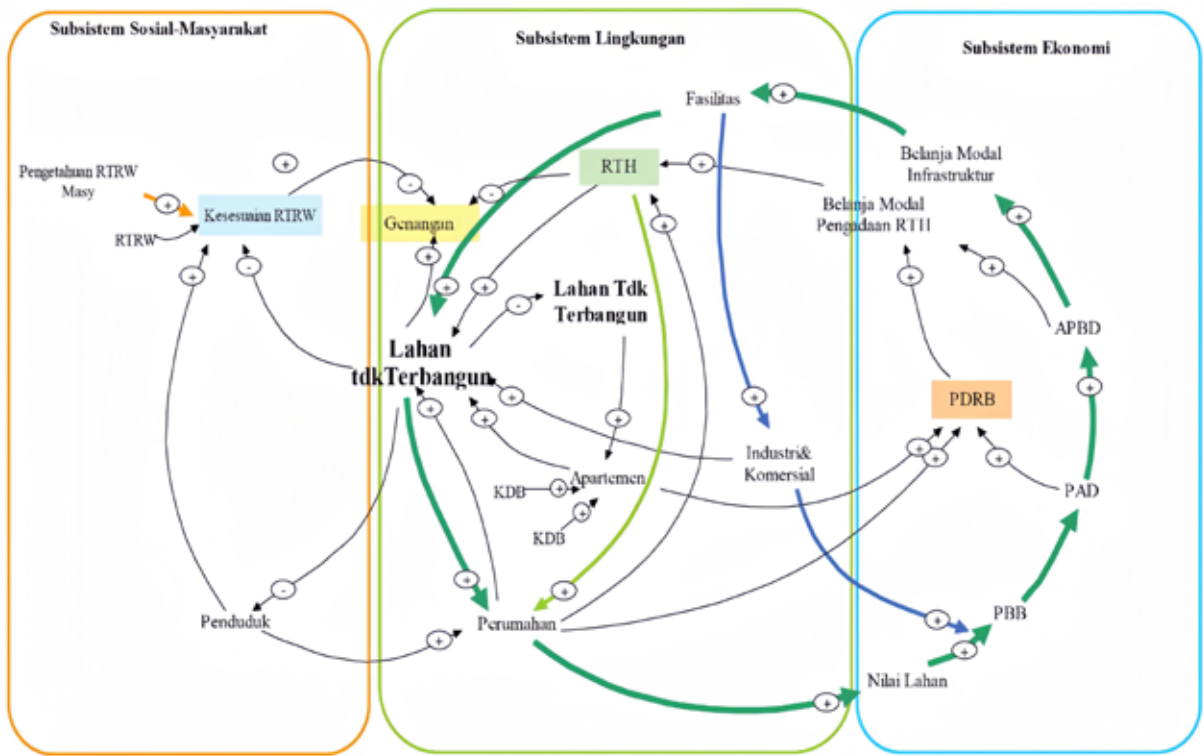 Subsistem Sosial-Masyarakat
Subsistem Lingkungan
Subsistem Ekonomi
Pengetahuan RTRW
Masy
+
+
Kesesuaian RTRW
RTRW
+
-
-
Genangan
-
+
Fasilitas
RTH
+
+
+
-
Lahan Tdk
Terbangun
Lahan
tdkTerbangun
+
+
+
+
+
+
Apartemen
KDB
+
KDB
+
+
Industri&
Komersial
-
Penduduk
+
+
+
Perumahan
+
Belanja Modal
Infrastruktur
Belanja Modal
Pengadaan RTH
+
+
+
+
APBD
+
PDRB
+
+
+
PAD
+
+
PBB
+
Nilai Lahan